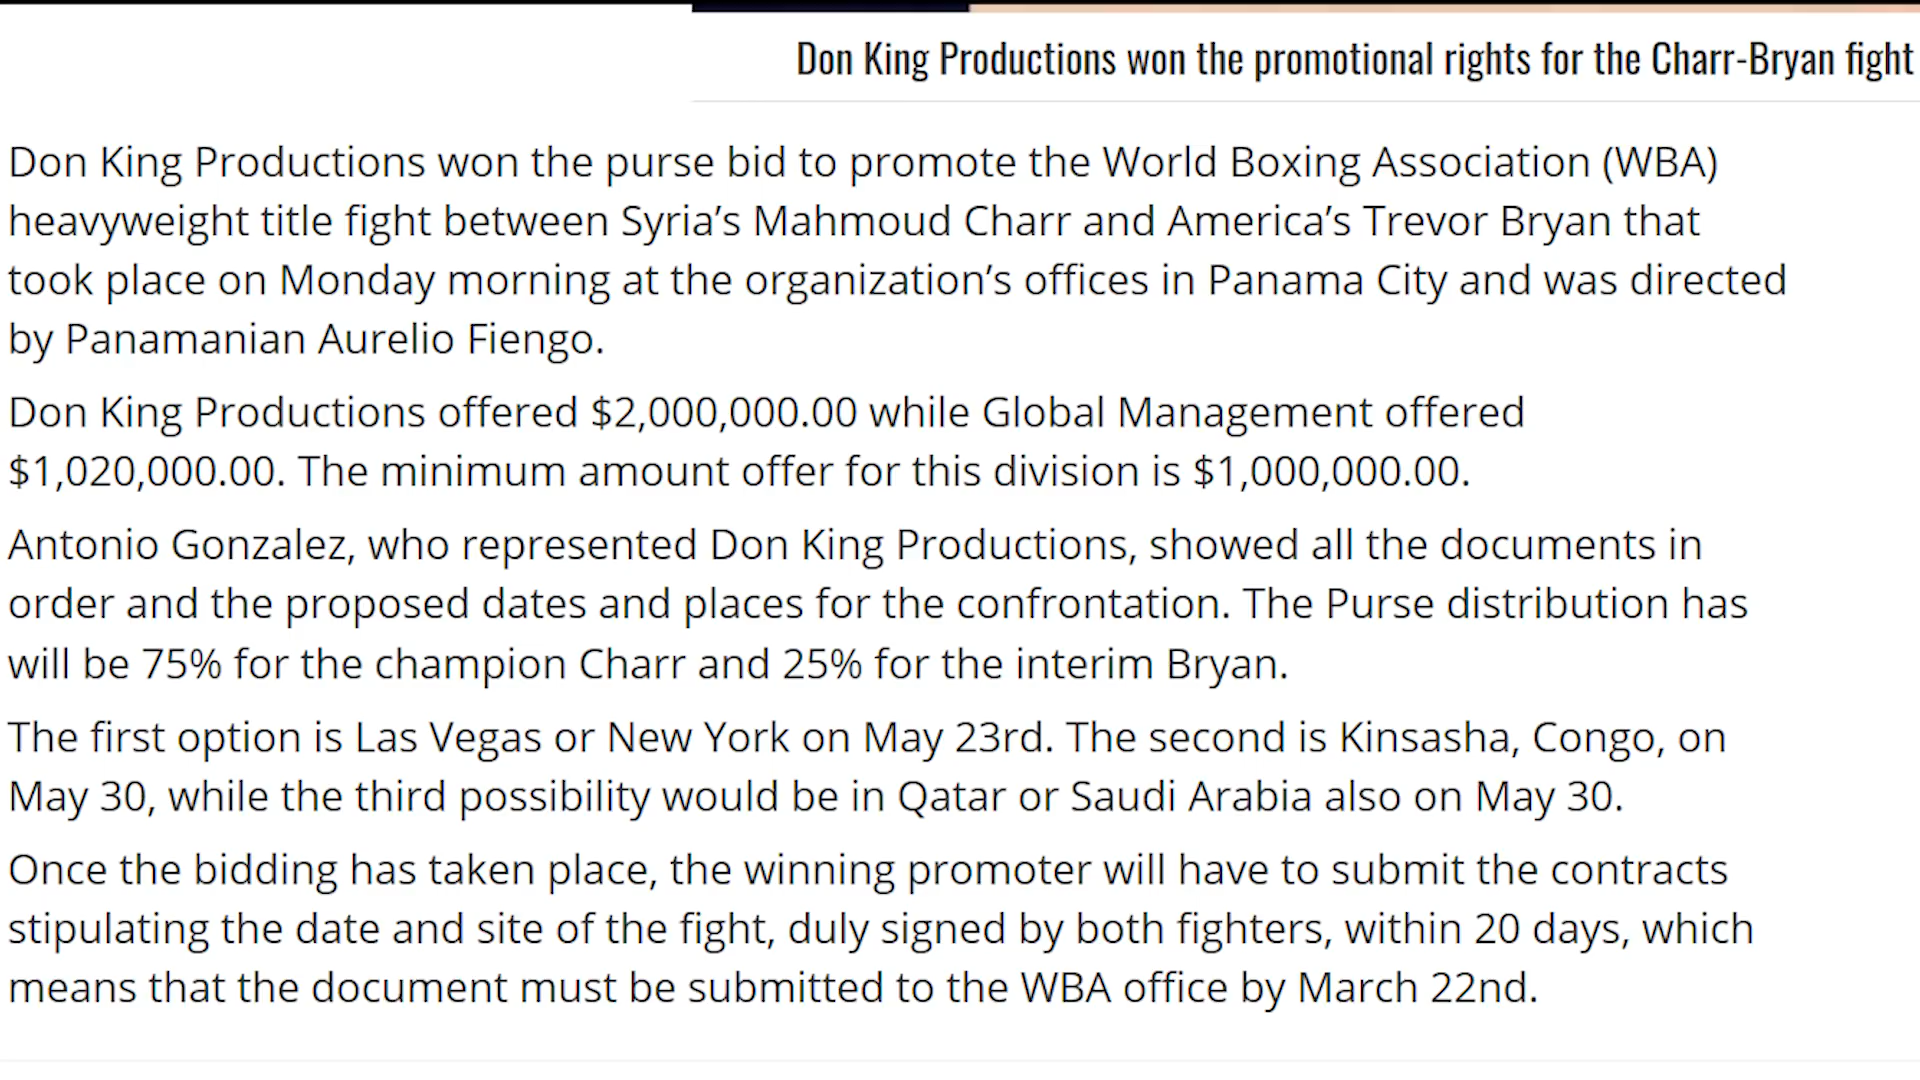 Don King Productions won the promotional rights for the Charr-Bryan fight
Don King Productions won the purse bid to promote the World Boxing Association (WBA)
heavyweight title fight between Syria’s Mahmoud Charr and America’s Trevor Bryan that
took place on Monday morning at the organization’s offices in Panama City and was directed
by Panamanian Aurelio Fiengo.
Don King Productions offered $2,000,000.00 while Global Management offered
$1,020,000.00. The minimum amount offer for this division is $1,000,000.00.
Antonio Gonzalez, who represented Don King Productions, showed all the documents in
order and the proposed dates and places for the confrontation. The Purse distribution has
will be 75% for the champion Charr and 25% for the interim Bryan.
The first option is Las Vegas or New York on May 23rd. The second is Kinsasha, Congo, on
May 30, while the third possibility would be in Qatar or Saudi Arabia also on May 30.
Once the bidding has taken place, the winning promoter will have to submit the contracts
stipulating the date and site of the fight, duly signed by both fighters, within 20 days, which
means that the document must be submitted to the WBA office by March 22nd.